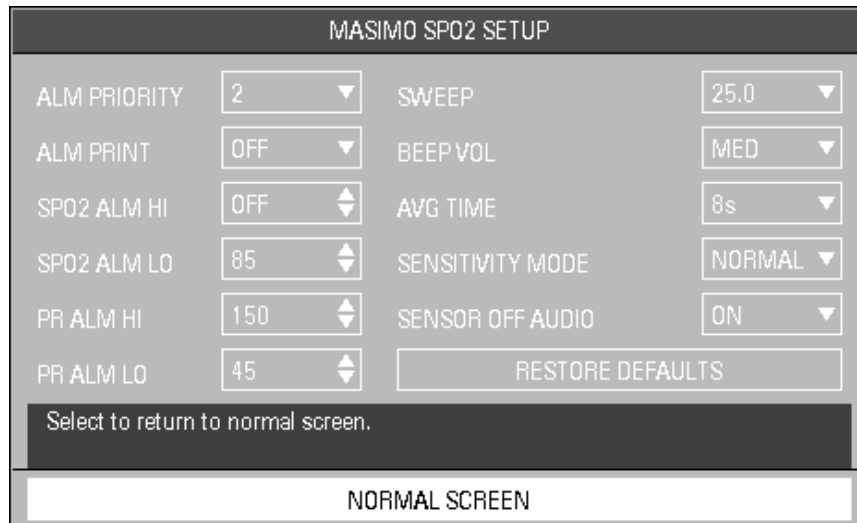 MASIMO SPO2 SETUP
ALM PRIORITY 2 SWEEP 25.0
ALM PRINT OFF BEEP VOL MED
SPO2 ALM HI OFF AVG TIME 8s
SPO2 ALM LO 85 SENSITIVITY MODE NORMAL
PR ALM HI 150 SENSOR OFF AUDIO ON
PR ALM LO 45 RESTORE DEFAULTS
Select to return to normal screen.
NORMAL SCREEN